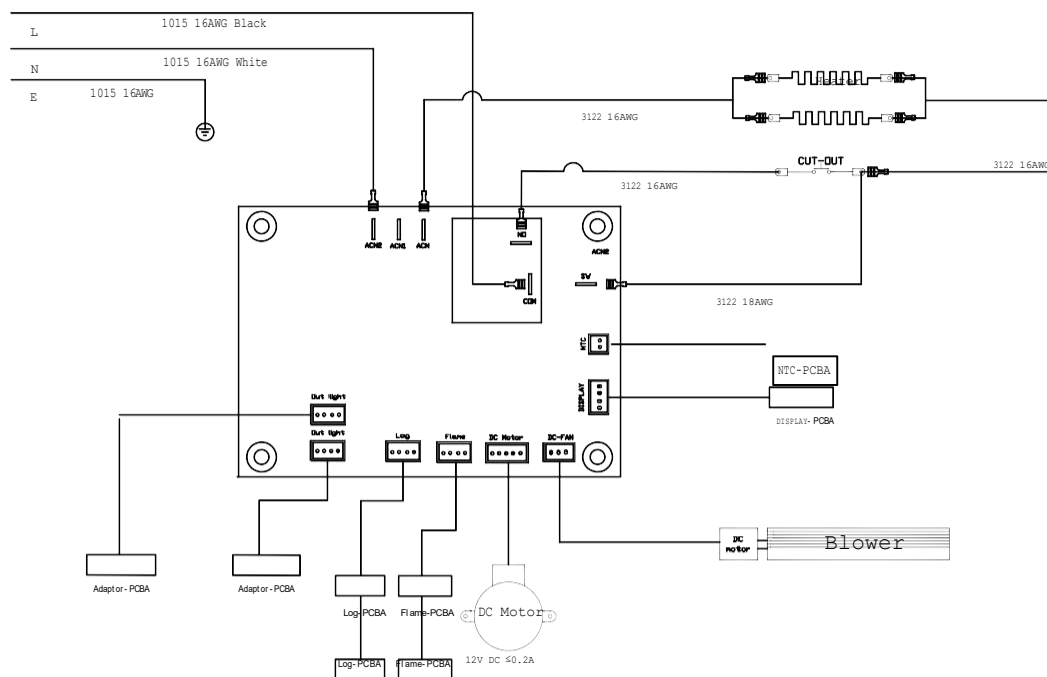 1015 16AWG Black
L
1015 16AWG White
N
1015 16AWG
E
Heater
3122 16AWG
CUT-OUT
3122 16AWG
3122 16AWG
ACN2
ACN1
ACN
NO
ACN2
SW
COM
3122 18AWG
NTC
NTC-PCBA
DISPLAY
DISPLAY-PCBA
Out light
Out light
Log
Flame
DC Motor
DC-FAN
DC
motor
Blower
Adaptor-PCBA
Adaptor-PCBA
Log-PCBA
Flame-PCBA
DC Motor
Log-PCBA
Flame-PCBA
12V DC ≤0.2A